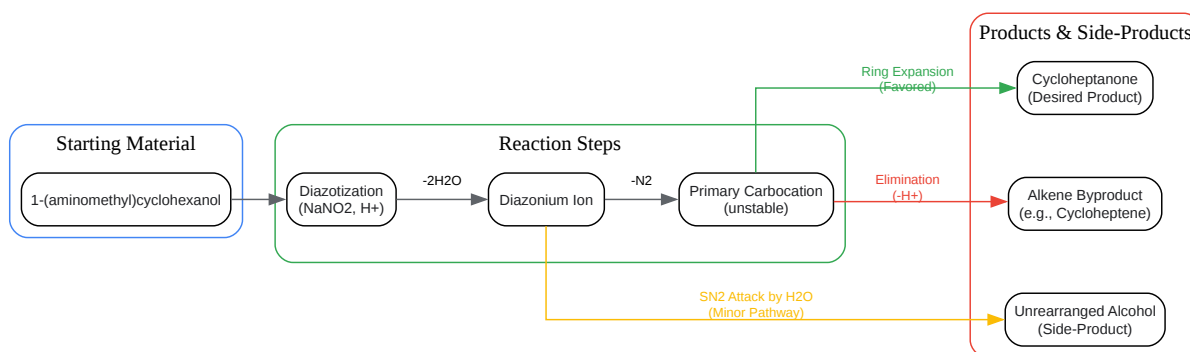 Products & Side-Products
Ring Expansion
(Favored)
Cycloheptanone
(Desired Product)
Starting Material
Reaction Steps
1-(aminomethyl)cyclohexanol
Diazotization
(NaNO2, H+)
-2H2O
Diazonium Ion
-N2
Primary Carbocation
(unstable)
Elimination
(-H+)
Alkene Byproduct
(e.g., Cycloheptene)
SN2 Attack by H2O
(Minor Pathway)
Unrearranged Alcohol
(Side-Product)